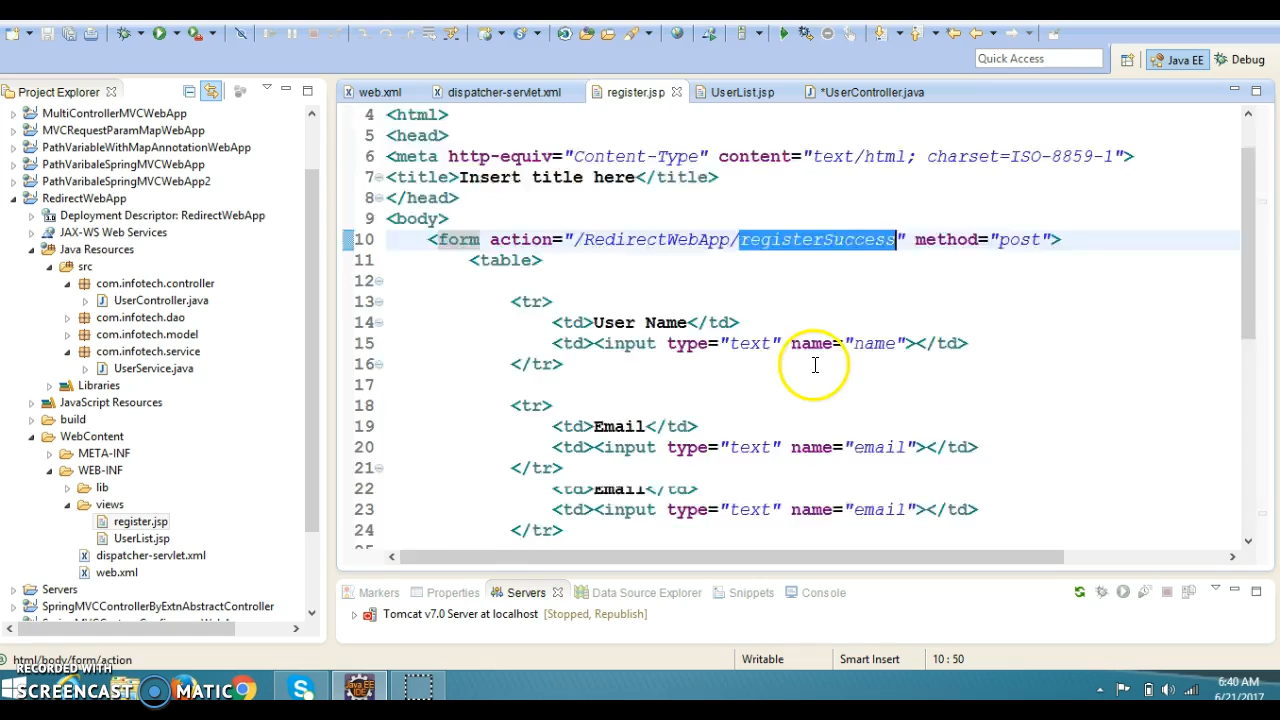 Quick Access
Java EE
Debug
Project Explorer
web.xml
dispatcher-servlet.xml
register.jsp
UserList.jsp
*UserController.java
MultiControllerMVCWebApp
MVCRequestParamMapWebApp
PathVariableWithMapAnnotationWebApp
PathVaribaleSpringMVCWebApp
PathVaribaleSpringMVCWebApp2
RedirectWebApp
Deployment Descriptor: RedirectWebApp
JAX-WS Web Services
Java Resources
src
com.infotech.controller
UserController.java
com.infotech.dao
com.infotech.model
com.infotech.service
UserService.java
Libraries
JavaScript Resources
build
WebContent
META-INF
WEB-INF
lib
views
register.jsp
UserList.jsp
dispatcher-servlet.xml
web.xml
Servers
SpringMVCControllerByExtnAbstractController
4 <html>
5 <head>
6 <meta http-equiv="Content-Type" content="text/html; charset=ISO-8859-1">
7 <title>Insert title here</title>
8 </head>
9 <body>
10 <form action="/RedirectWebApp/registerSuccess" method="post">
11 <table>
12
13 <tr>
14 <td>User Name</td>
15 <td><input type="text" name="name"></td>
16 </tr>
17
18 <tr>
19 <td>Email</td>
20 <td><input type="text" name="email"></td>
21 </tr>
22 <td>Email</td>
23 <td><input type="text" name="email"></td>
24 </tr>
Markers
Properties
Servers
Data Source Explorer
Snippets
Console
Tomcat v7.0 Server at localhost [Stopped, Republish]
html/body/form/action
Writable
Smart Insert
10 : 50
RECORDED WITH
SCREENCAST MATIC
6:40 AM
6/21/2017